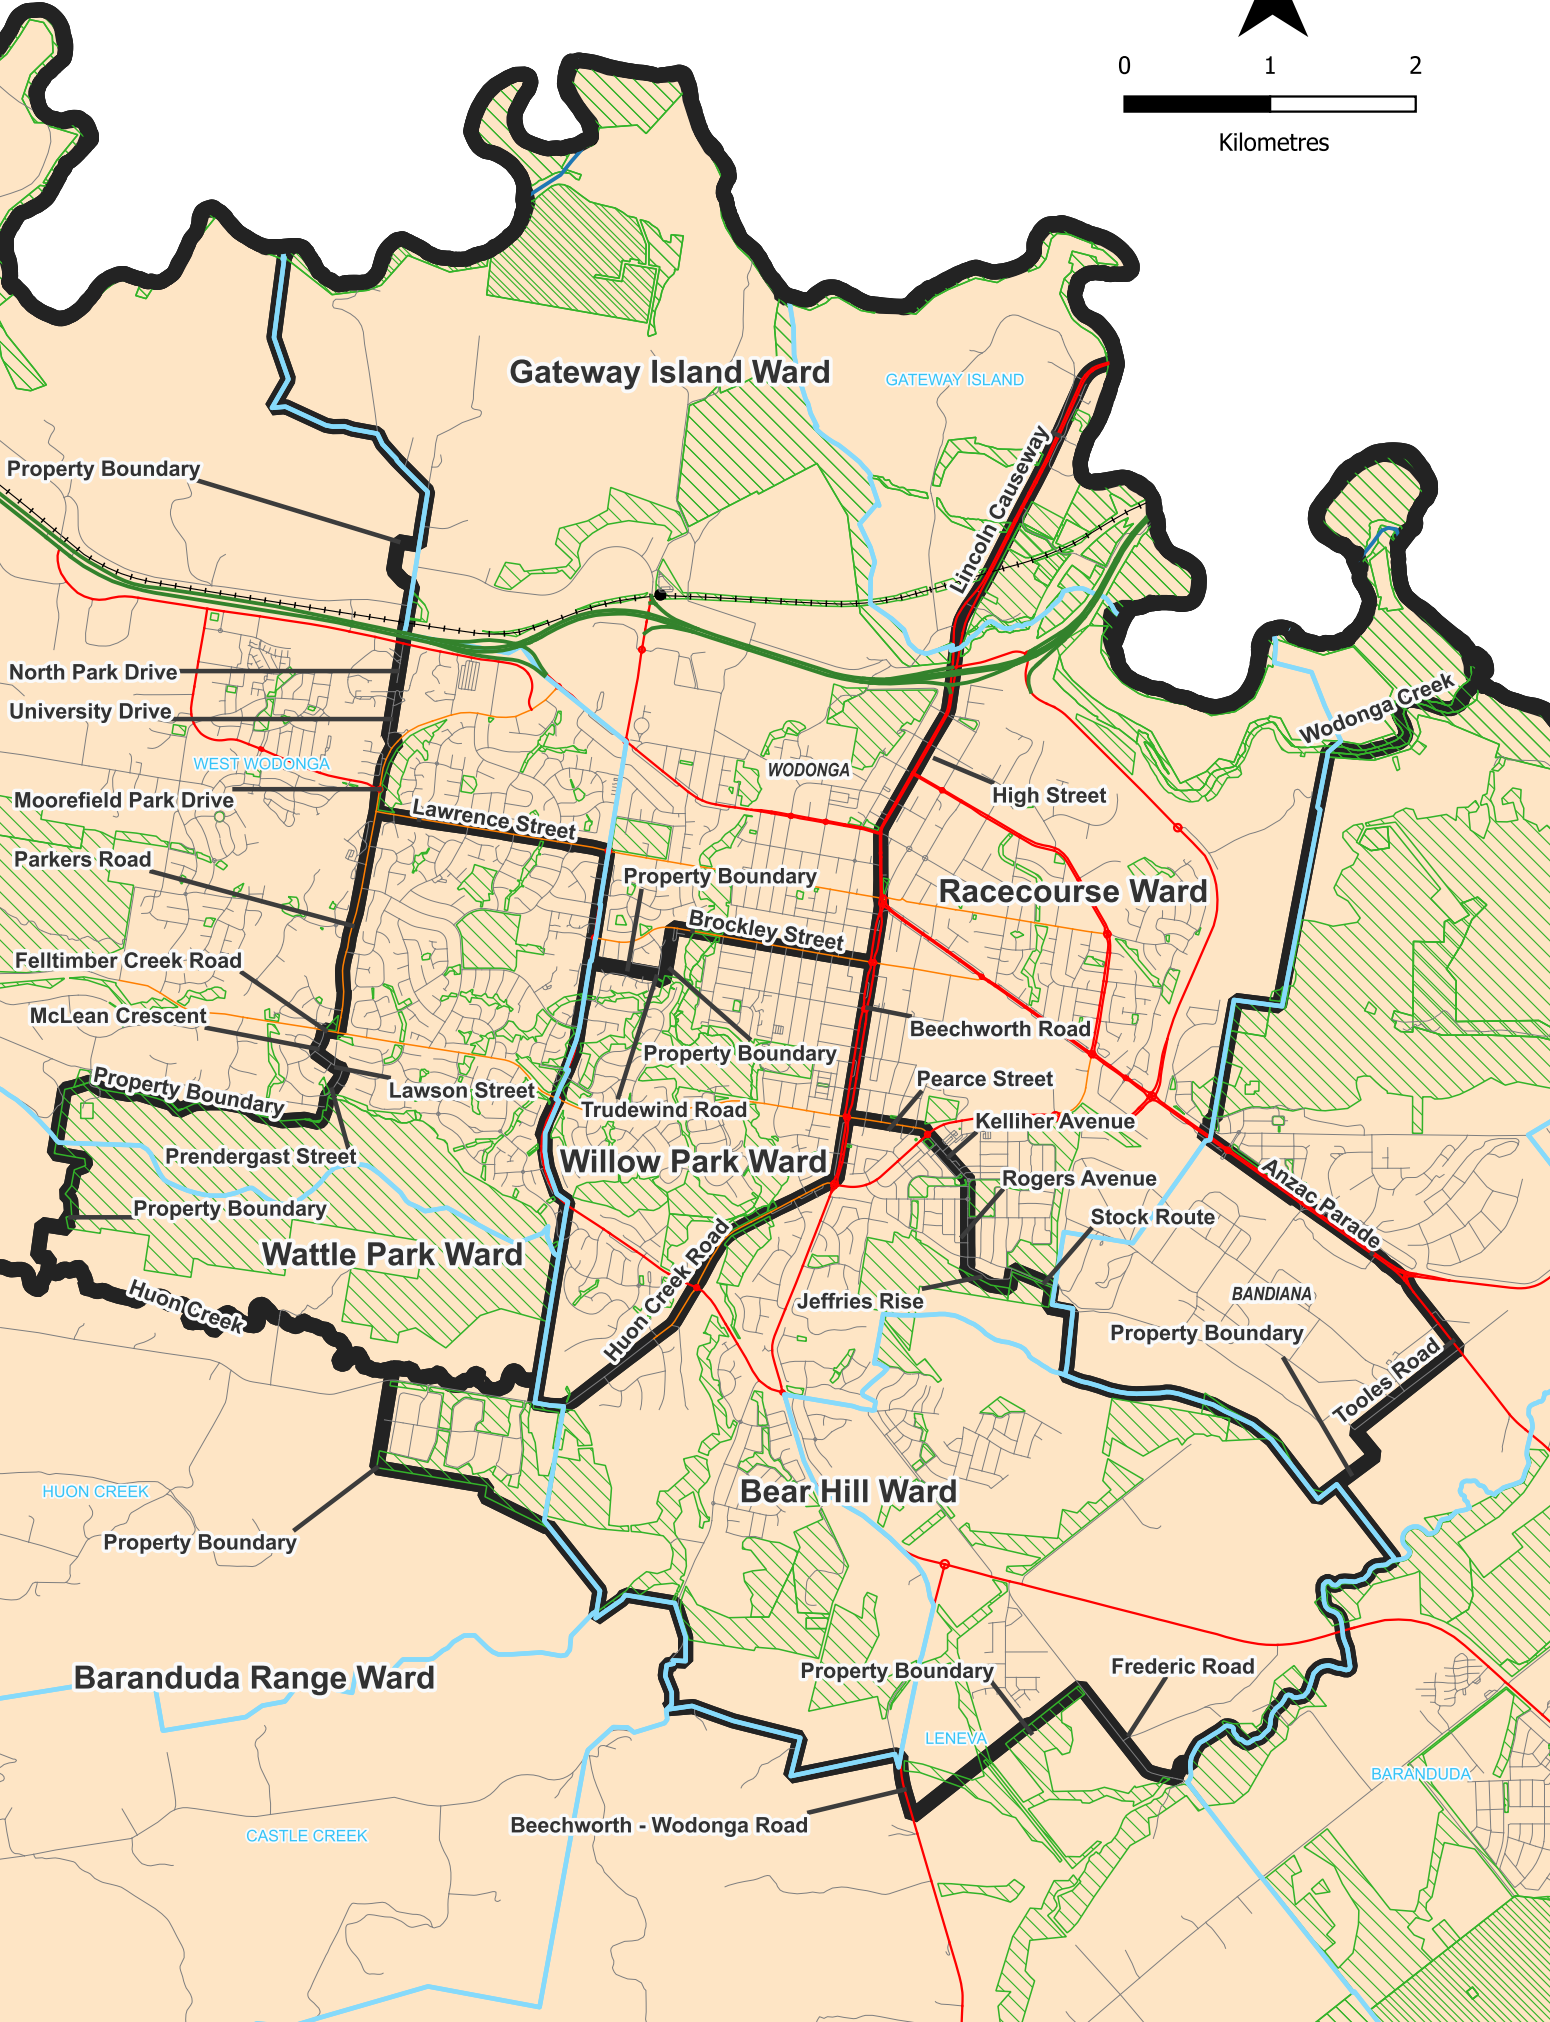 0 1 2
Kilometres
Gateway Island Ward
GATEWAY ISLAND
Property Boundary
Lincoln Causeway
North Park Drive
University Drive
Wodonga Creek
WEST WODONGA
WODONGA
Moorefield Park Drive
High Street
Lawrence Street
Parkers Road
Property Boundary
Racecourse Ward
Brockley Street
Felltimber Creek Road
McLean Crescent
Beechworth Road
Property Boundary
Property Boundary
Lawson Street
Pearce Street
Trudewind Road
Kelliher Avenue
Prendergast Street
Willow Park Ward
Anzac Parade
Rogers Avenue
Property Boundary
Stock Route
Wattle Park Ward
Huon Creek Road
Huon Creek
Jeffries Rise
BANDIANA
Property Boundary
Tooles Road
HUON CREEK
Bear Hill Ward
Property Boundary
Baranduda Range Ward
Property Boundary
Frederic Road
LENEVA
BARANDUDA
Beechworth - Wodonga Road
CASTLE CREEK